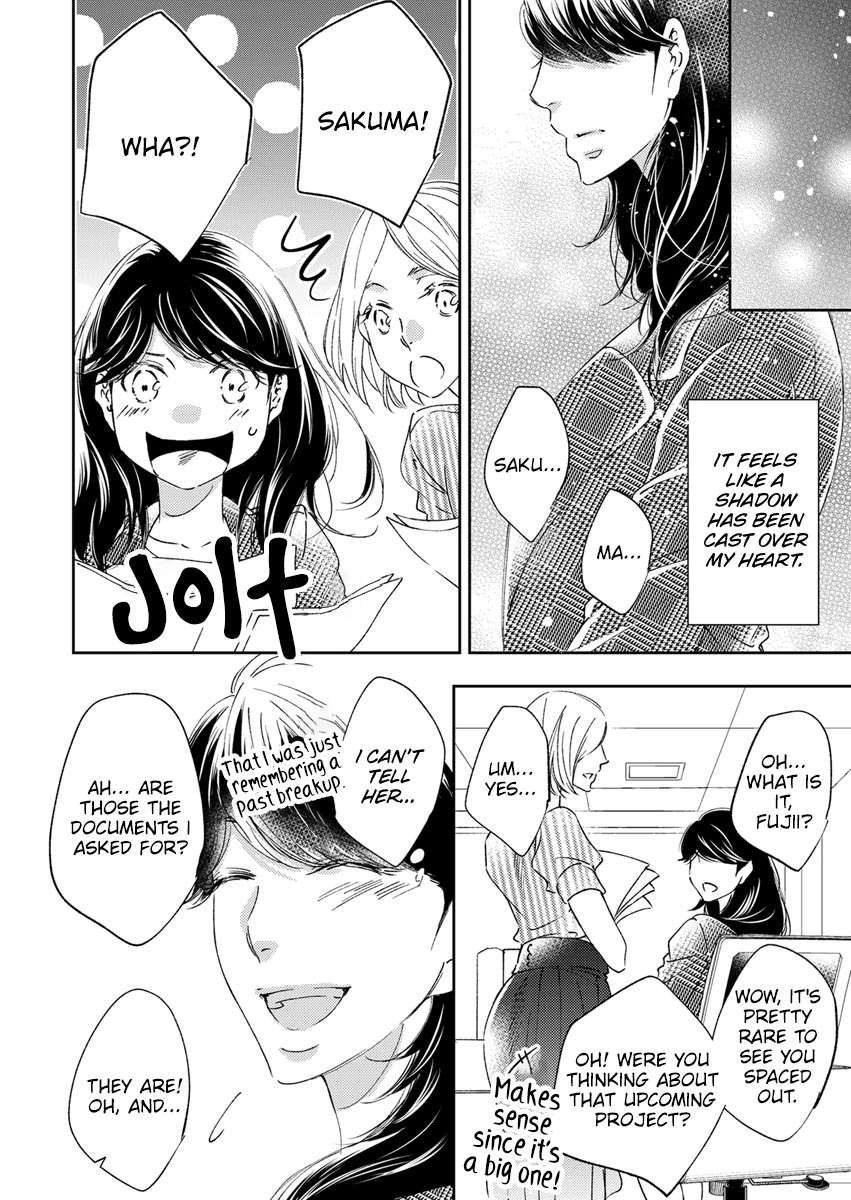 IT FEELS
LIKE A
SHADOW
HAS BEEN
CAST OVER
MY HEART.
SAKU...
MA...
SAKUMA!
WHA?!
Jolt
OH...
WHAT IS
IT,
FUJII?
UM...
YES...
WOW, IT'S
PRETTY
RARE TO
SEE YOU
SPACED
OUT.
OH! WERE YOU
THINKING ABOUT
THAT UPCOMING
PROJECT?
Makes
sense
since it's
a big one!
I CAN'T
TELL
HER...
That I was just
remembering a
past breakup.
AH... ARE
THOSE THE
DOCUMENTS I
ASKED FOR?
THEY ARE!
OH, AND...